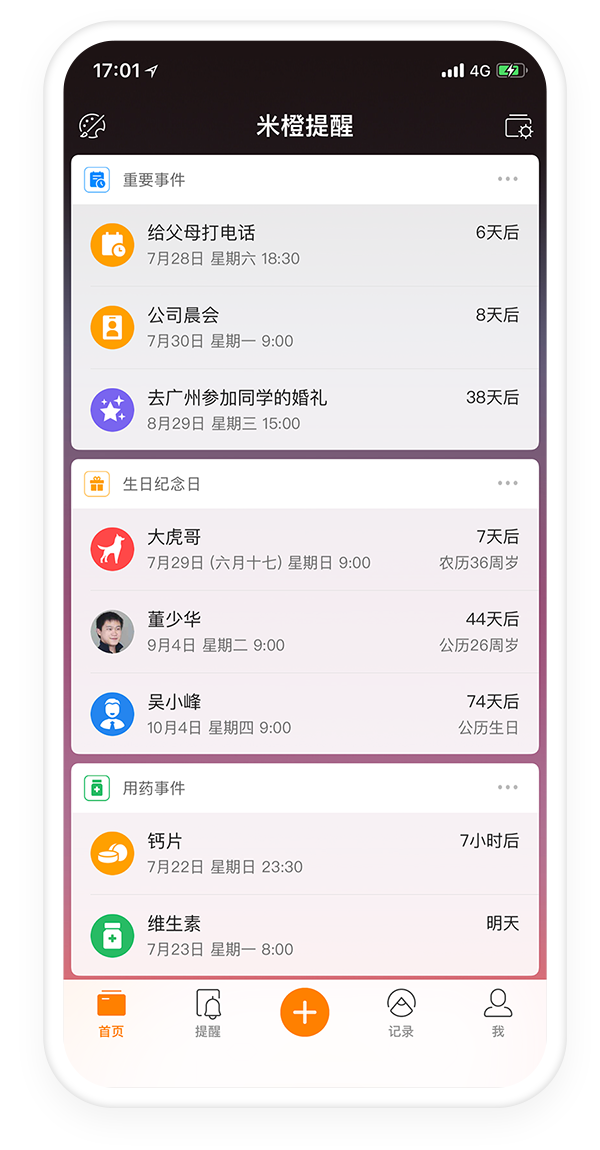 17:01
4G
米橙提醒
重要事件
给父母打电话 6天后
7月28日 星期六 18:30
公司晨会 8天后
7月30日 星期一 9:00
去广州参加同学的婚礼 38天后
8月29日 星期三 15:00
生日纪念日
大虎哥 7天后
7月29日 (六月十七) 星期日 9:00 农历36周岁
董少华 44天后
9月4日 星期二 9:00 公历26周岁
吴小峰 74天后
10月4日 星期四 9:00 公历生日
用药事件
钙片 7小时后
7月22日 星期日 23:30
维生素 明天
7月23日 星期一 8:00
首页 提醒 记录 我